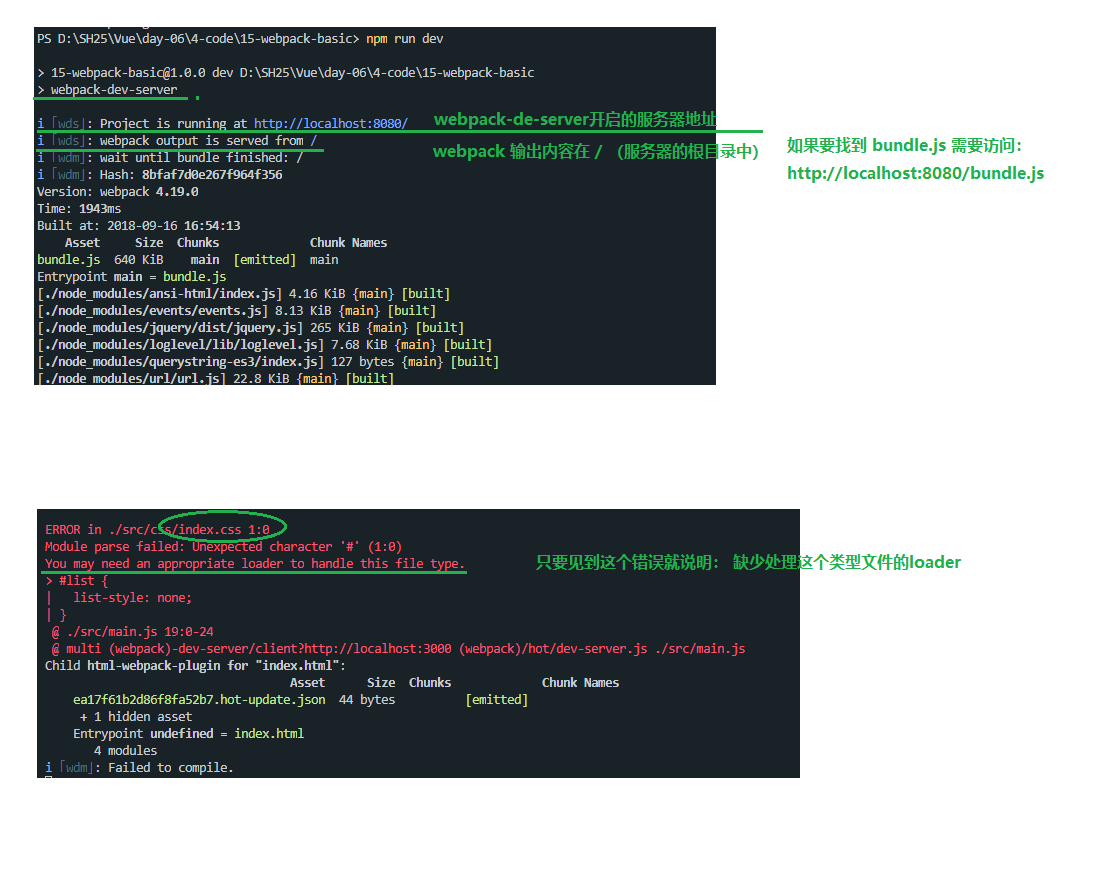 PS D:\SH25\Vue\day-06\4-code\15-webpack-basic> npm run dev
> 15-webpack-basic@1.0.0 dev D:\SH25\Vue\day-06\4-code\15-webpack-basic
> webpack-dev-server
i ｢wds｣: Project is running at http://localhost:8080/ webpack-de-server开启的服务器地址
i ｢wds｣: webpack output is served from /
webpack 输出内容在 / （服务器的根目录中）
如果要找到 bundle.js 需要访问：
http://localhost:8080/bundle.js
i ｢wdm｣: wait until bundle finished: /
i ｢wdm｣: Hash: 8bfaf7d0e267f964f356
Version: webpack 4.19.0
Time: 1943ms
Built at: 2018-09-16 16:54:13
Asset Size Chunks Chunk Names
bundle.js 640 KiB main [emitted] main
Entrypoint main = bundle.js
[./node_modules/ansi-html/index.js] 4.16 KiB {main} [built]
[./node_modules/events/events.js] 8.13 KiB {main} [built]
[./node_modules/jquery/dist/jquery.js] 265 KiB {main} [built]
[./node_modules/loglevel/lib/loglevel.js] 7.68 KiB {main} [built]
[./node_modules/querystring-es3/index.js] 127 bytes {main} [built]
[./node_modules/url/url.js] 22.8 KiB {main} [built]
ERROR in ./src/css/index.css 1:0
Module parse failed: Unexpected character '#' (1:0)
You may need an appropriate loader to handle this file type.
只要见到这个错误就说明： 缺少处理这个类型文件的loader
> #list {
| list-style: none;
| }
@ ./src/main.js 19:0-24
@ multi (webpack)-dev-server/client?http://localhost:3000 (webpack)/hot/dev-server.js ./src/main.js
Child html-webpack-plugin for "index.html":
Asset Size Chunks Chunk Names
ea17f61b2d86f8fa52b7.hot-update.json 44 bytes [emitted]
+ 1 hidden asset
Entrypoint undefined = index.html
4 modules
i ｢wdm｣: Failed to compile.